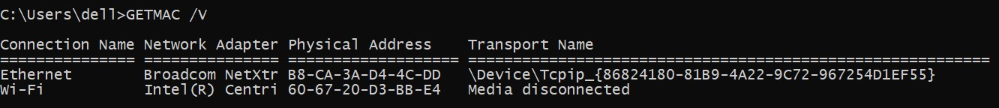 C:\Users\dell>GETMAC /V
Connection Name Network Adapter Physical Address    Transport Name
=============== =============== =================== ==========================================================
Ethernet        Broadcom NetXtr B8-CA-3A-D4-4C-DD   \Device\Tcpip_{86824180-81B9-4A22-9C72-967254D1EF55}
Wi-Fi           Intel(R) Centri 60-67-20-D3-BB-E4   Media disconnected